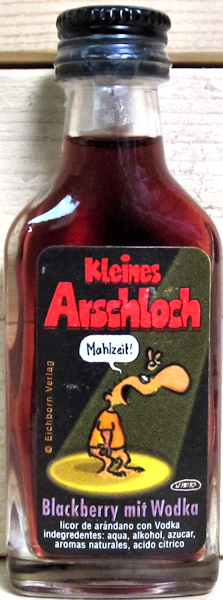 Kleines
Arschloch
Mahlzeit!
© Eichborn Verlag
Blackberry mit Wodka
licor de arándano con Vodka
indegredentes: aqua, alkohol, azucar,
aromas naturales, acido citrico